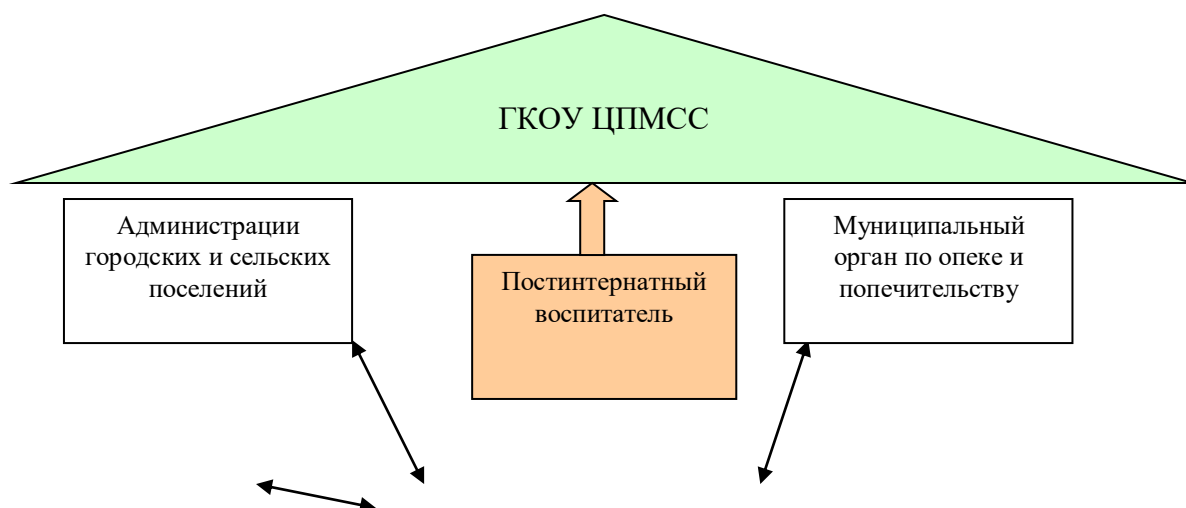 ГКОУ ЦПМСС
Администрации
городских и сельских
поселений
Постинтернатный
воспитатель
Муниципальный
орган по опеке и
попечительству